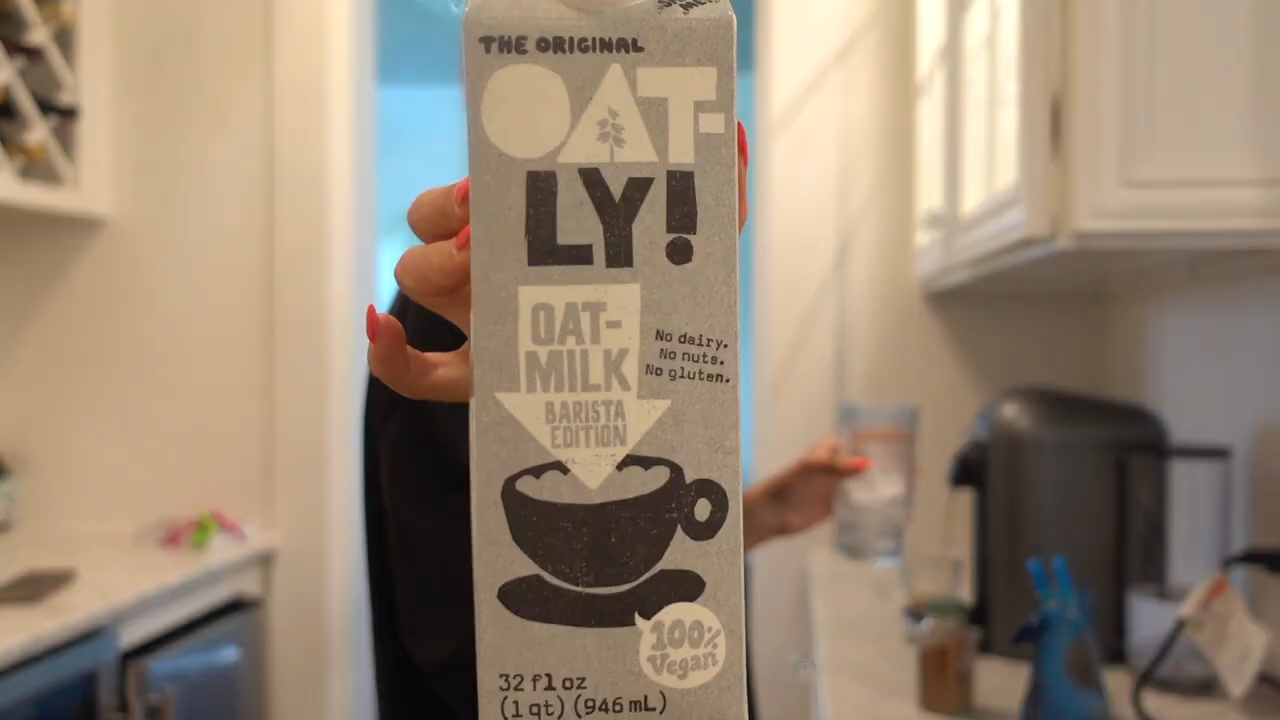 THE ORIGINAL
OAT-
LY!
OAT-
MILK
BARISTA
EDITION
No dairy.
No nuts.
No gluten.
100%
Vegan
32 fl oz
(1 qt) (946 mL)